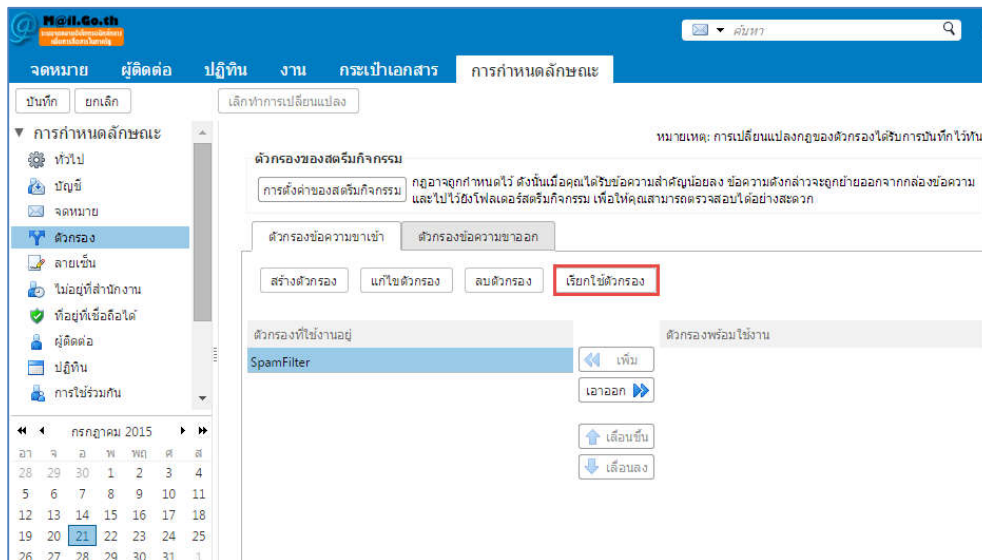 M@il.Go.th
ค้นหา
จดหมาย ผู้ติดต่อ ปฏิทิน งาน กระเป๋าเอกสาร การกำหนดลักษณะ
บันทึก ยกเลิก เลิกทำการเปลี่ยนแปลง
การกำหนดลักษณะ
ทั่วไป
บัญชี
จดหมาย
ตัวกรอง
ลายเซ็น
ไม่อยู่ที่สำนักงาน
ที่อยู่ที่เชื่อถือได้
ผู้ติดต่อ
ปฏิทิน
การใช้ร่วมกัน
หมายเหตุ: การเปลี่ยนแปลงกฎของตัวกรองได้รับการบันทึกไว้ทัน
ตัวกรองของสตรีมกิจกรรม
การตั้งค่าของสตรีมกิจกรรม
กฎอาจถูกกำหนดไว้ ดังนั้นเมื่อคุณได้รับข้อความสำคัญน้อยลง ข้อความดังกล่าวจะถูกย้ายออกจากกล่องข้อความ
และไปไว้ยังโฟลเดอร์สตรีมกิจกรรม เพื่อให้คุณสามารถตรวจสอบได้อย่างสะดวก
ตัวกรองข้อความขาเข้า ตัวกรองข้อความขาออก
สร้างตัวกรอง แก้ไขตัวกรอง ลบตัวกรอง เรียกใช้ตัวกรอง
ตัวกรองที่ใช้งานอยู่ ตัวกรองพร้อมใช้งาน
SpamFilter
เพิ่ม
เอาออก
เลื่อนขึ้น
เลื่อนลง
กรกฎาคม 2015
อา จ อ พ พฤ ศ ส
28 29 30 1 2 3 4
5 6 7 8 9 10 11
12 13 14 15 16 17 18
19 20 21 22 23 24 25
26 27 28 29 30 31 1